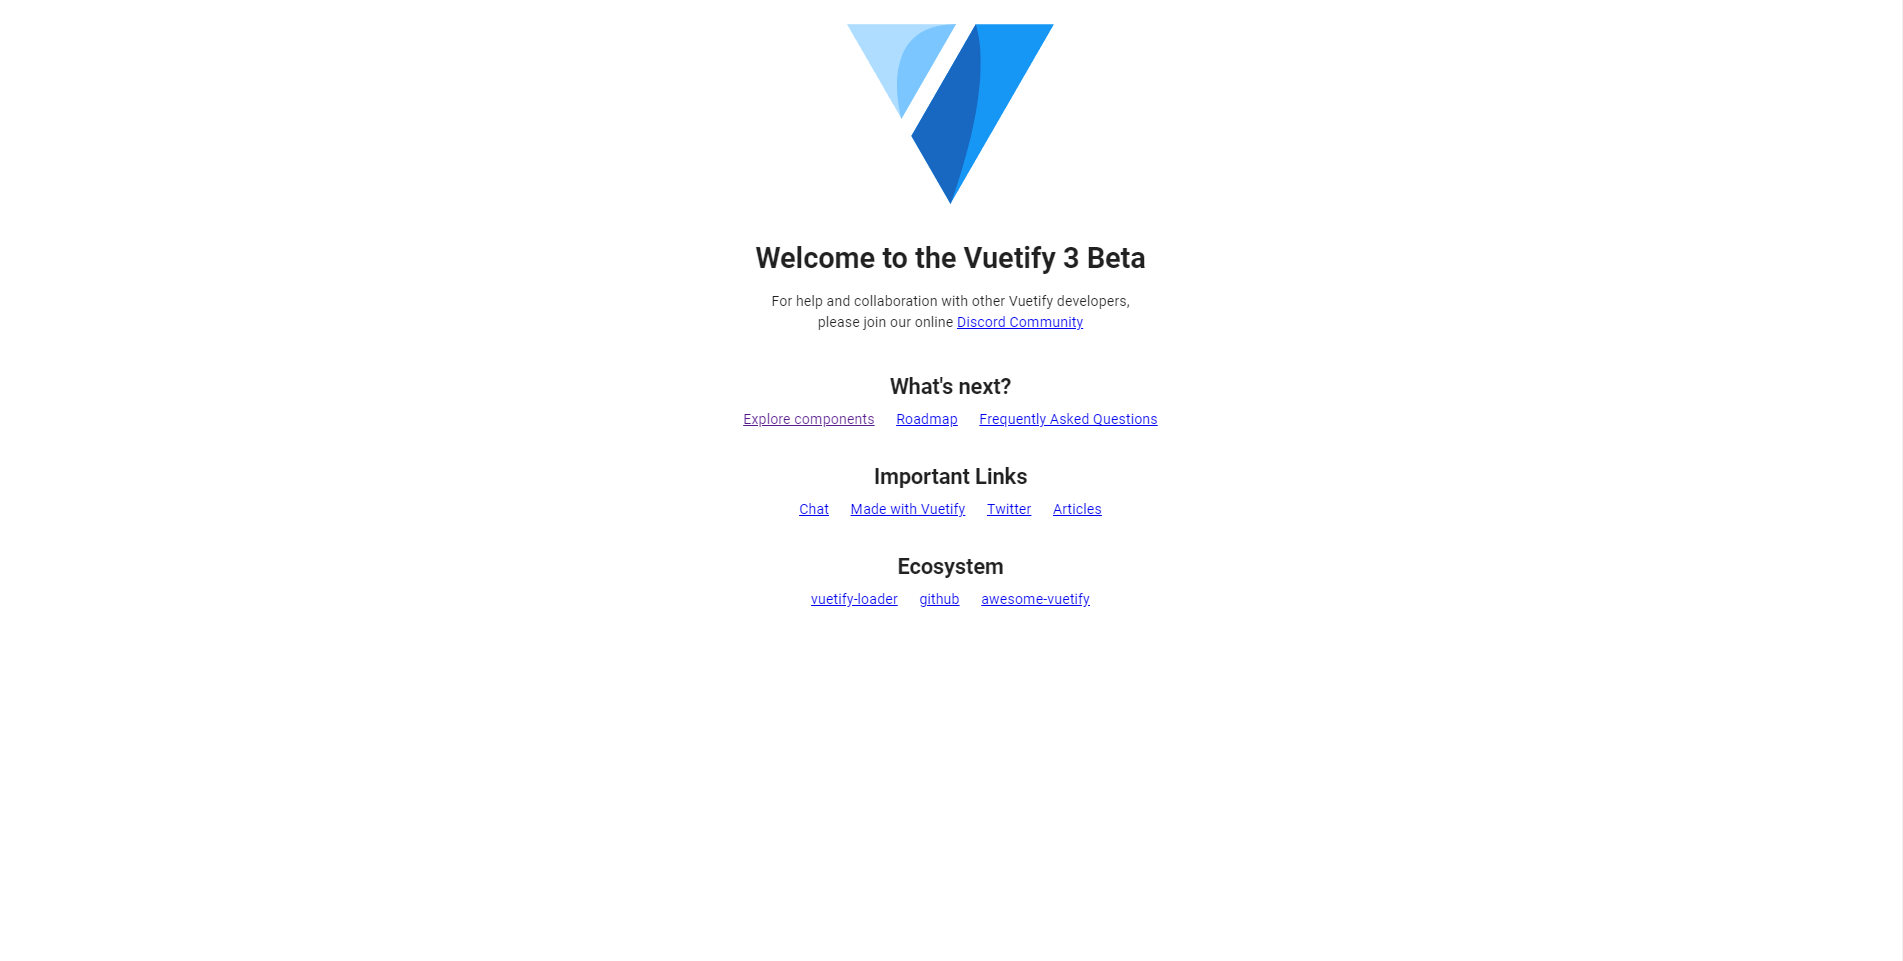 Welcome to the Vuetify 3 Beta
For help and collaboration with other Vuetify developers,
please join our online Discord Community
What's next?
Explore components Roadmap Frequently Asked Questions
Important Links
Chat Made with Vuetify Twitter Articles
Ecosystem
vuetify-loader github awesome-vuetify